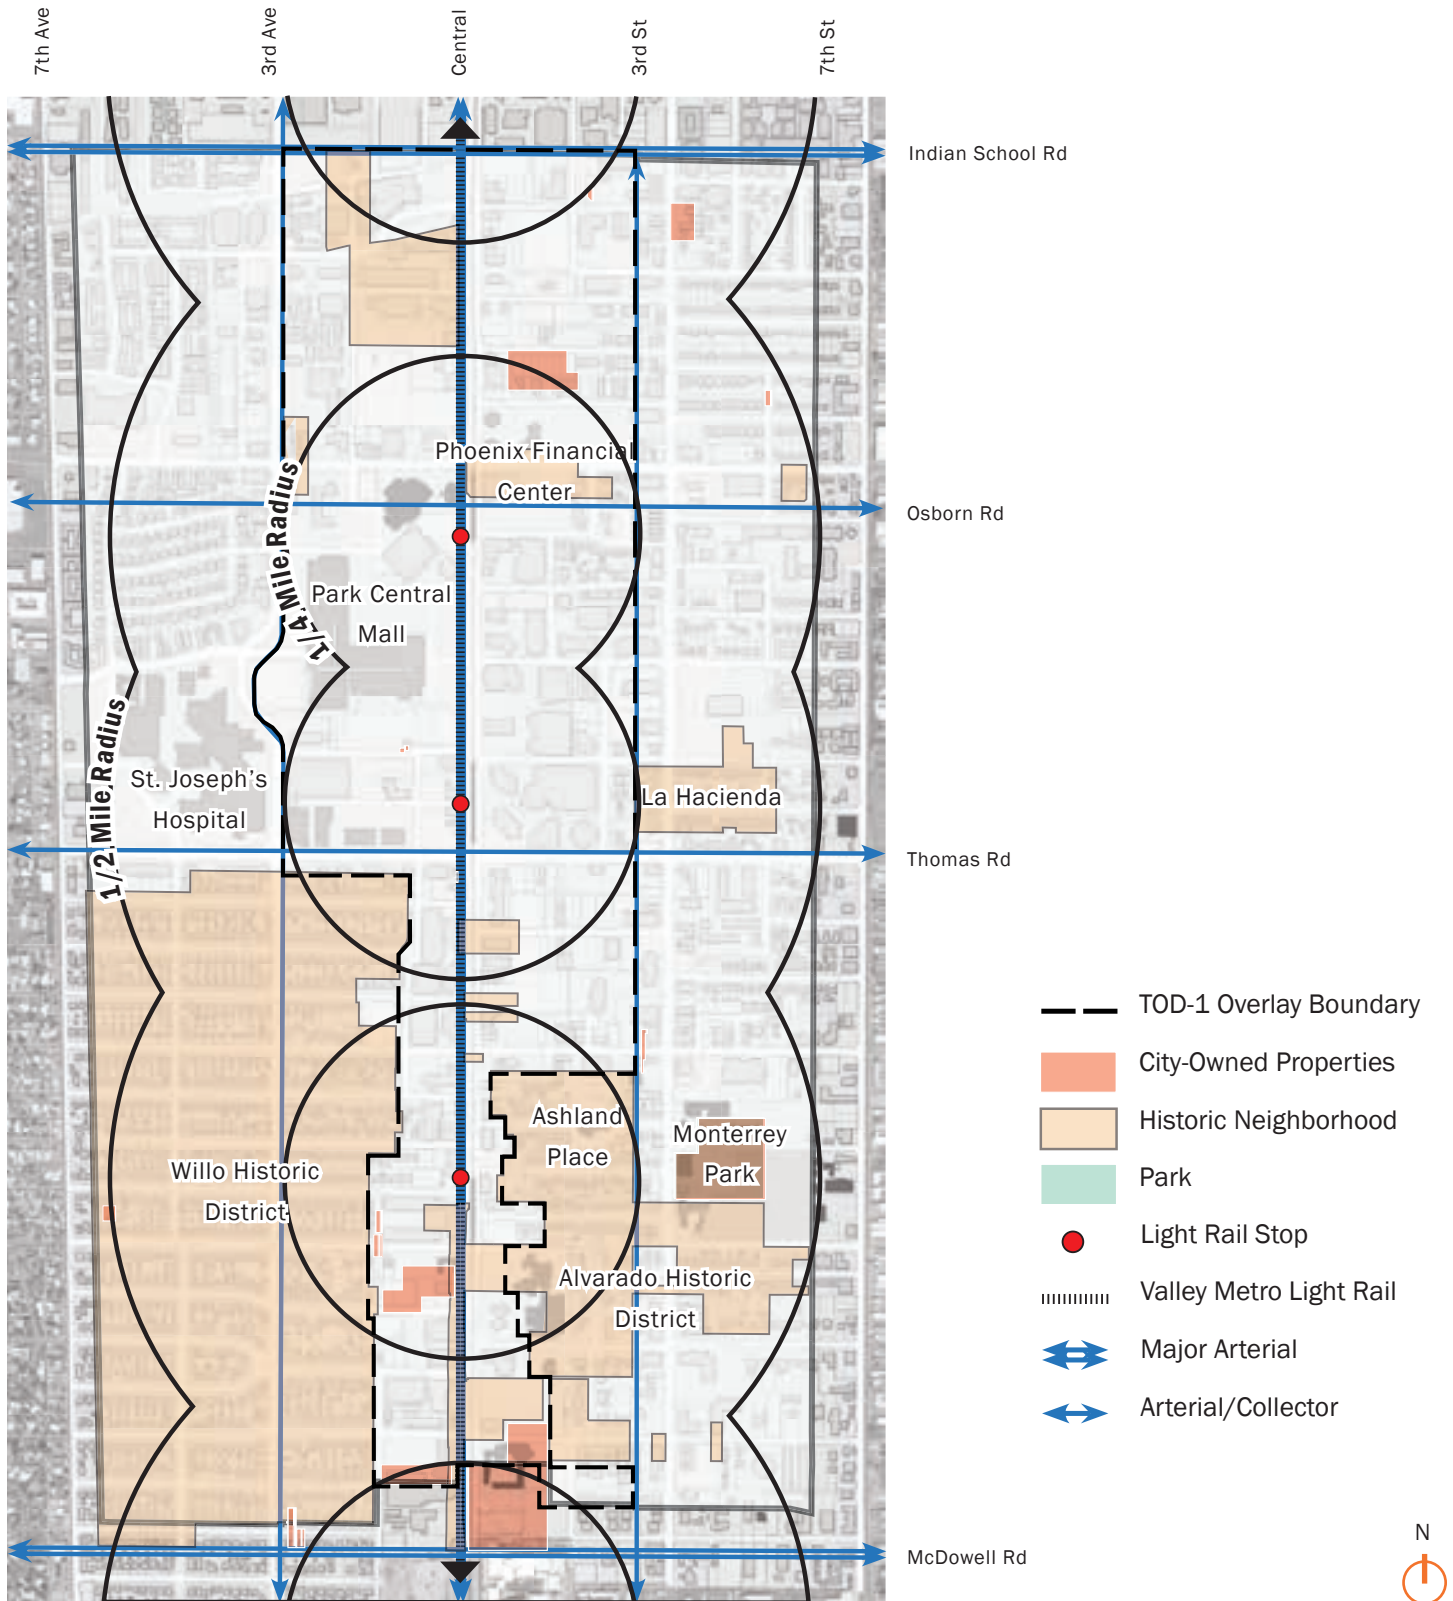 7th Ave
3rd Ave
Central
3rd St
7th St
Indian School Rd
Phoenix Financial
Center
Osborn Rd
1/4 Mile Radius
Park Central
Mall
1/2 Mile Radius
St. Joseph's
Hospital
La Hacienda
Thomas Rd
TOD-1 Overlay Boundary
City-Owned Properties
Historic Neighborhood
Park
Light Rail Stop
Valley Metro Light Rail
Major Arterial
Arterial/Collector
Ashland
Place
Monterrey
Park
Willo Historic
District
Alvarado Historic
District
McDowell Rd
N